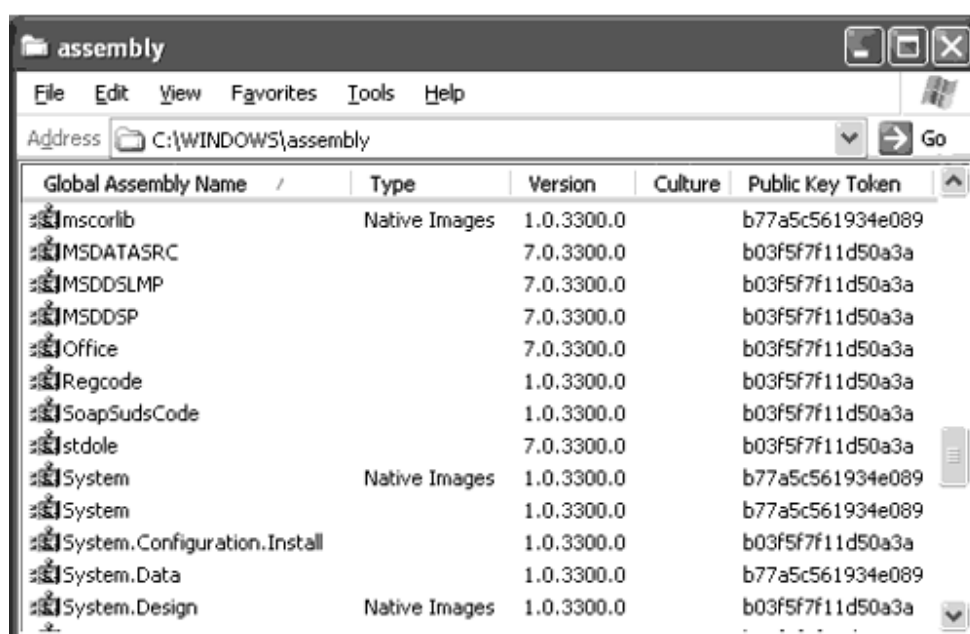 assembly
File Edit View Favorites Tools Help
Address C:\WINDOWS\assembly Go
Global Assembly Name / Type Version Culture Public Key Token
mscorlib Native Images 1.0.3300.0 b77a5c561934e089
MSDATASRC 7.0.3300.0 b03f5f7f11d50a3a
MSDDSLMP 7.0.3300.0 b03f5f7f11d50a3a
MSDDSP 7.0.3300.0 b03f5f7f11d50a3a
Office 7.0.3300.0 b03f5f7f11d50a3a
Regcode 1.0.3300.0 b03f5f7f11d50a3a
SoapSudsCode 1.0.3300.0 b03f5f7f11d50a3a
stdole 7.0.3300.0 b03f5f7f11d50a3a
System Native Images 1.0.3300.0 b77a5c561934e089
System 1.0.3300.0 b77a5c561934e089
System.Configuration.Install 1.0.3300.0 b03f5f7f11d50a3a
System.Data 1.0.3300.0 b77a5c561934e089
System.Design Native Images 1.0.3300.0 b03f5f7f11d50a3a